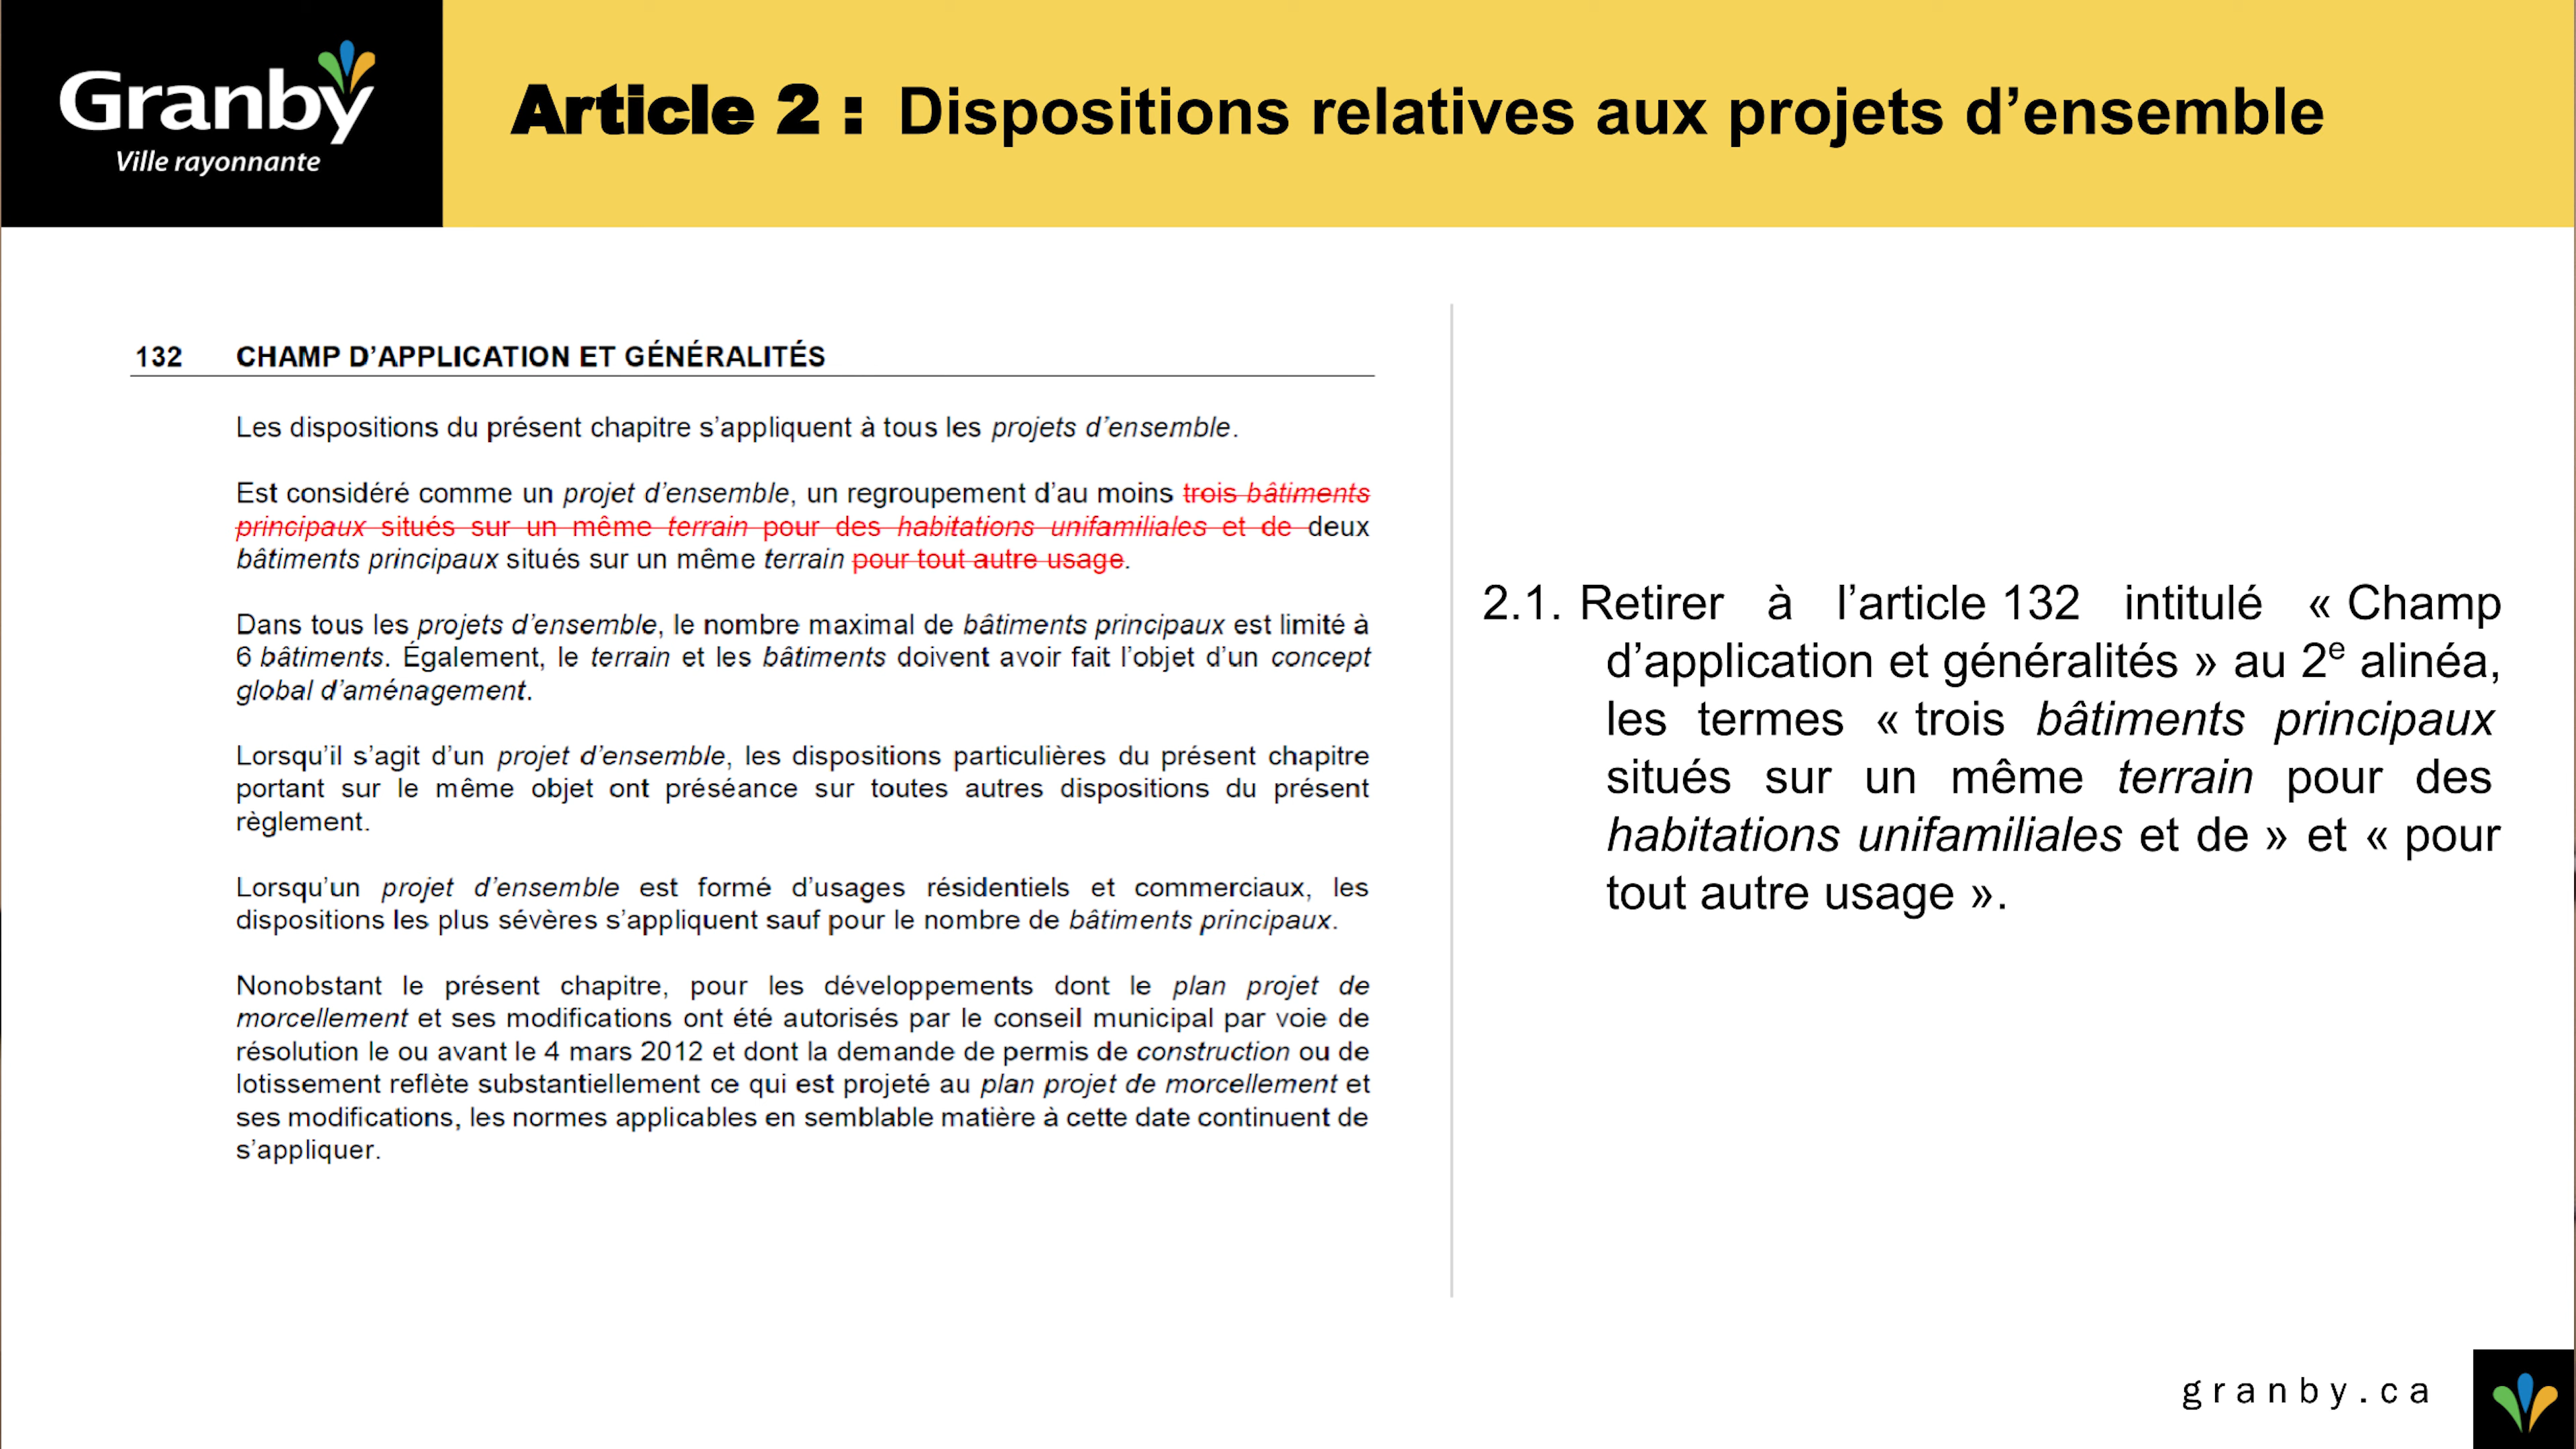 Granby
Ville rayonnante
Article 2 : Dispositions relatives aux projets d’ensemble
132 CHAMP D’APPLICATION ET GÉNÉRALITÉS
Les dispositions du présent chapitre s’appliquent à tous les projets d’ensemble.
Est considéré comme un projet d’ensemble, un regroupement d’au moins trois bâtiments
principaux situés sur un même terrain pour des habitations unifamiliales et de deux
bâtiments principaux situés sur un même terrain pour tout autre usage.
Dans tous les projets d’ensemble, le nombre maximal de bâtiments principaux est limité à
6 bâtiments. Également, le terrain et les bâtiments doivent avoir fait l’objet d’un concept
global d’aménagement.
Lorsqu’il s’agit d’un projet d’ensemble, les dispositions particulières du présent chapitre
portant sur le même objet ont préséance sur toutes autres dispositions du présent
règlement.
Lorsqu’un projet d’ensemble est formé d’usages résidentiels et commerciaux, les
dispositions les plus sévères s’appliquent sauf pour le nombre de bâtiments principaux.
Nonobstant le présent chapitre, pour les développements dont le plan projet de
morcellement et ses modifications ont été autorisés par le conseil municipal par voie de
résolution le ou avant le 4 mars 2012 et dont la demande de permis de construction ou de
lotissement reflète substantiellement ce qui est projeté au plan projet de morcellement et
ses modifications, les normes applicables en semblable matière à cette date continuent de
s’appliquer.
2.1. Retirer à l’article 132 intitulé « Champ
d’application et généralités » au 2e alinéa,
les termes « trois bâtiments principaux
situés sur un même terrain pour des
habitations unifamiliales et de » et « pour
tout autre usage ».
granby.ca